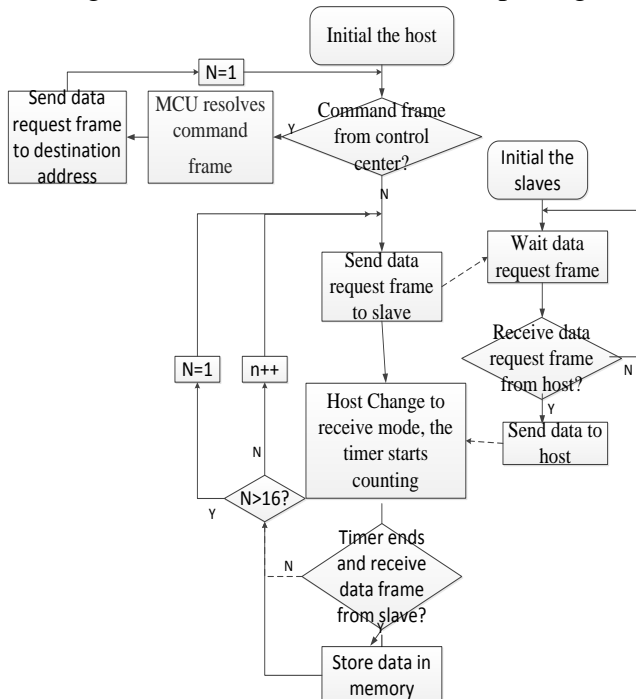 Initial the host
N=1
Send data
request frame
to destination
address
MCU resolves
command
frame
Y
Command frame
from control
center?
N
Initial the
slaves
Wait data
request frame
Send data
request frame
to slave
Receive data
request frame
from host?
N
Y
Send data to
host
N=1
n++
Host Change to
receive mode, the
timer starts
counting
N
N>16?
Y
Timer ends
and receive
data frame
from slave?
N
Y
Store data in
memory